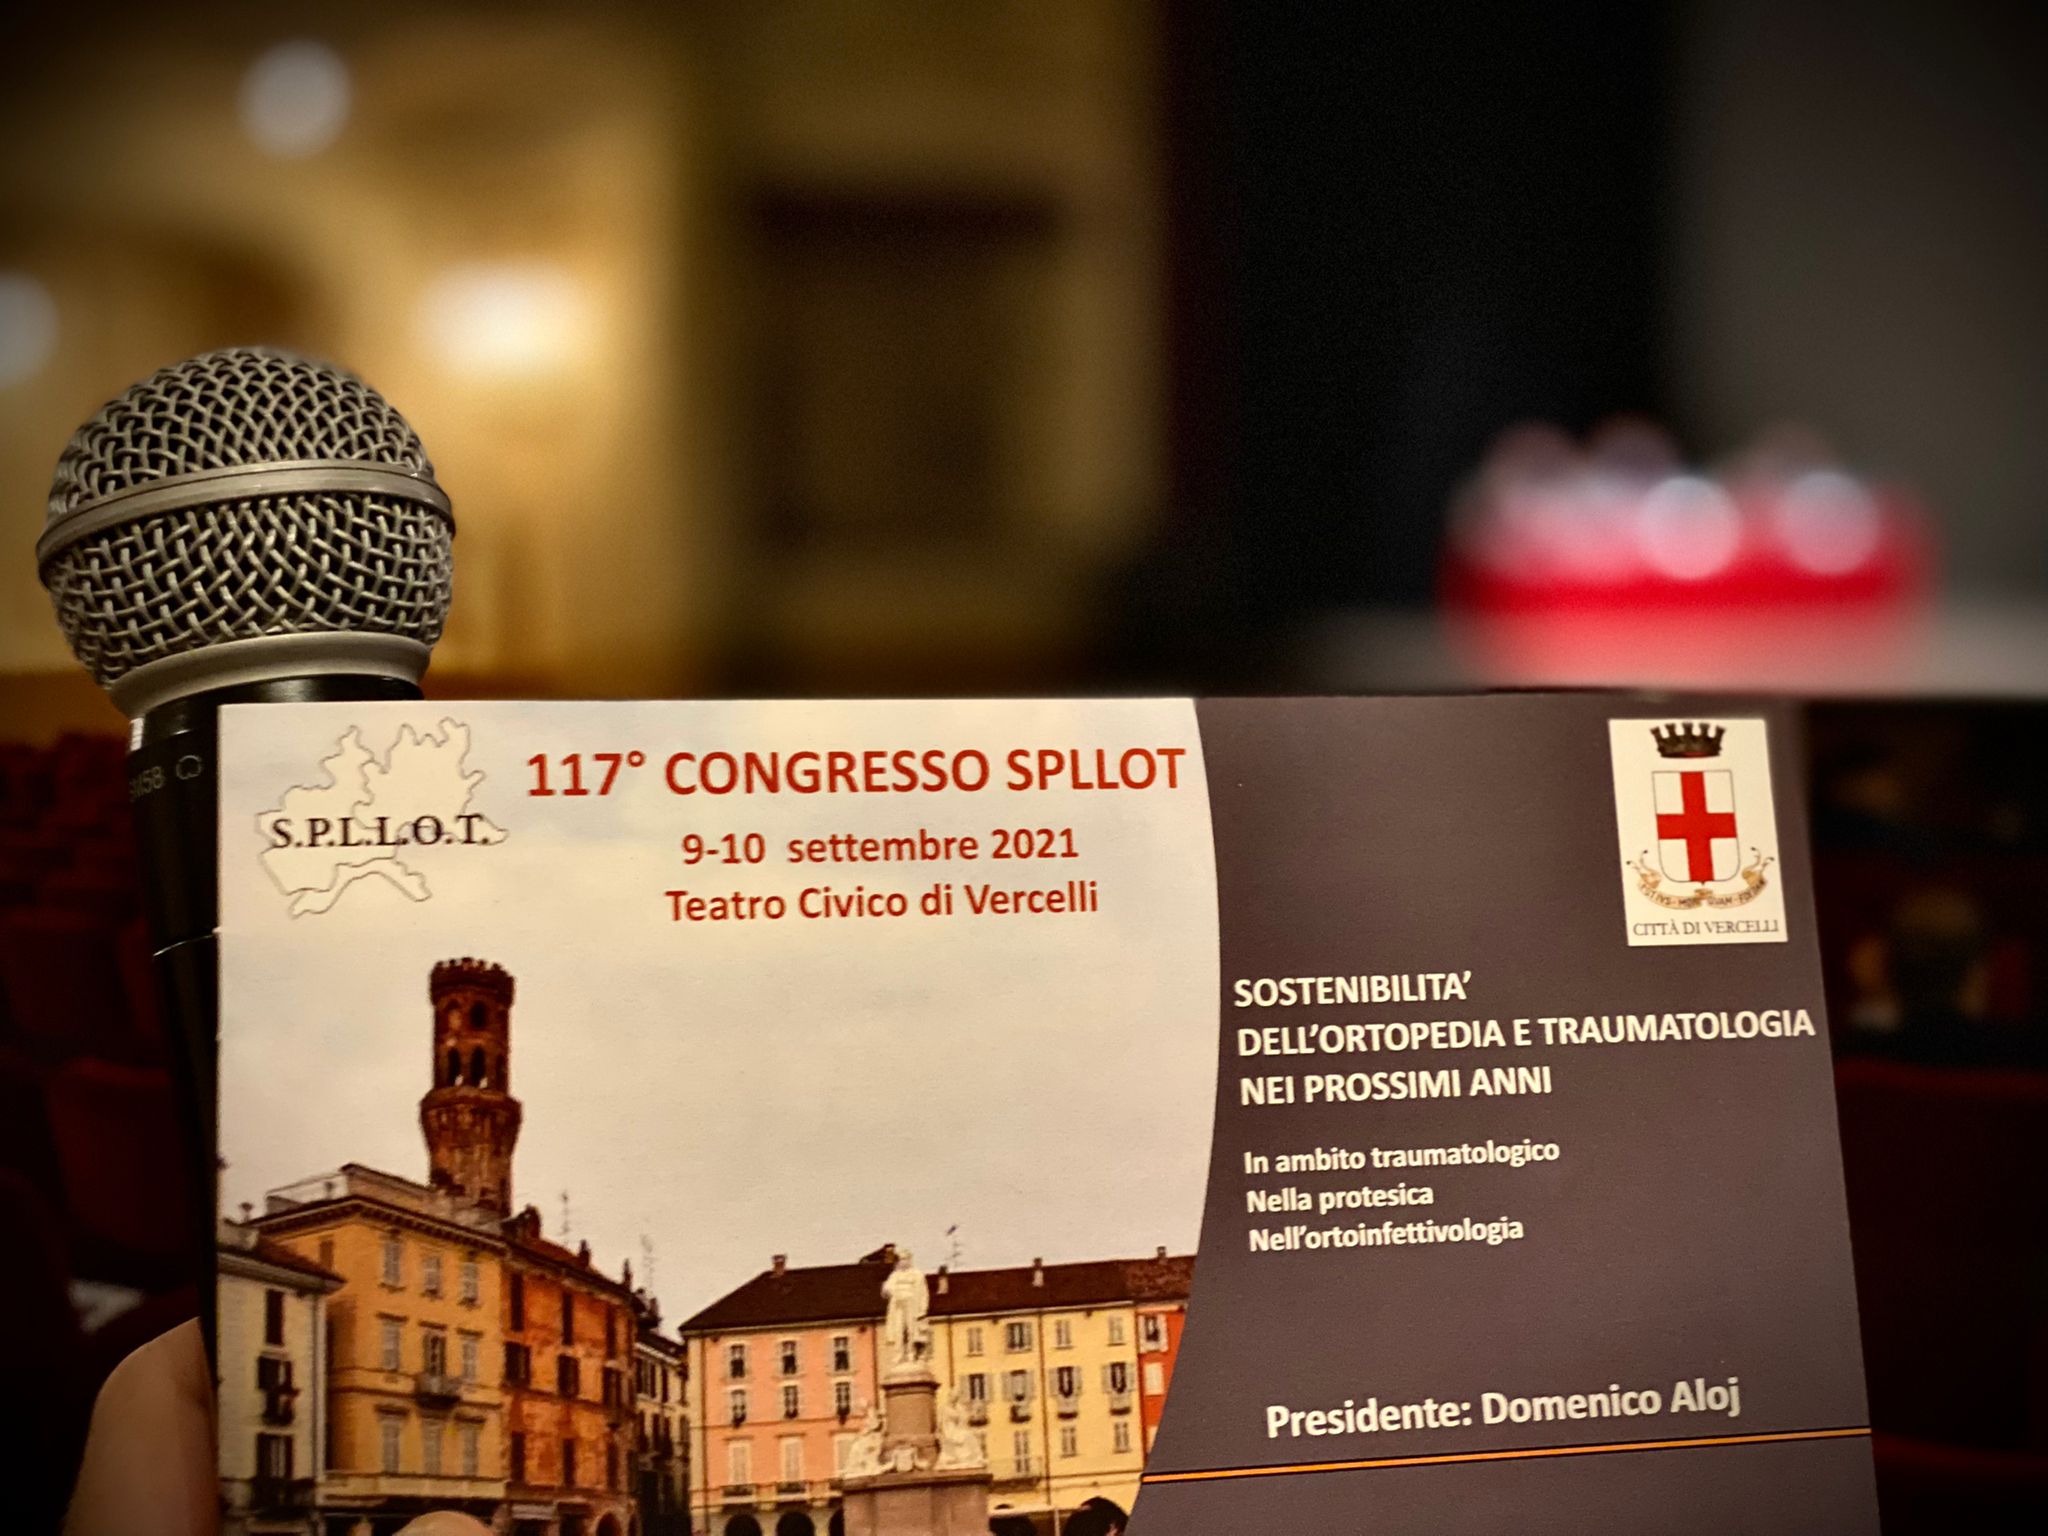 SM58
S.P.L.L.O.T.
117° CONGRESSO SPLLOT
9-10 settembre 2021
Teatro Civico di Vercelli
CITTÀ DI VERCELLI
SOSTENIBILITA'
DELL'ORTOPEDIA E TRAUMATOLOGIA
NEI PROSSIMI ANNI
In ambito traumatologico
Nella protesica
Nell'ortoinfettivologia
Presidente: Domenico Aloj